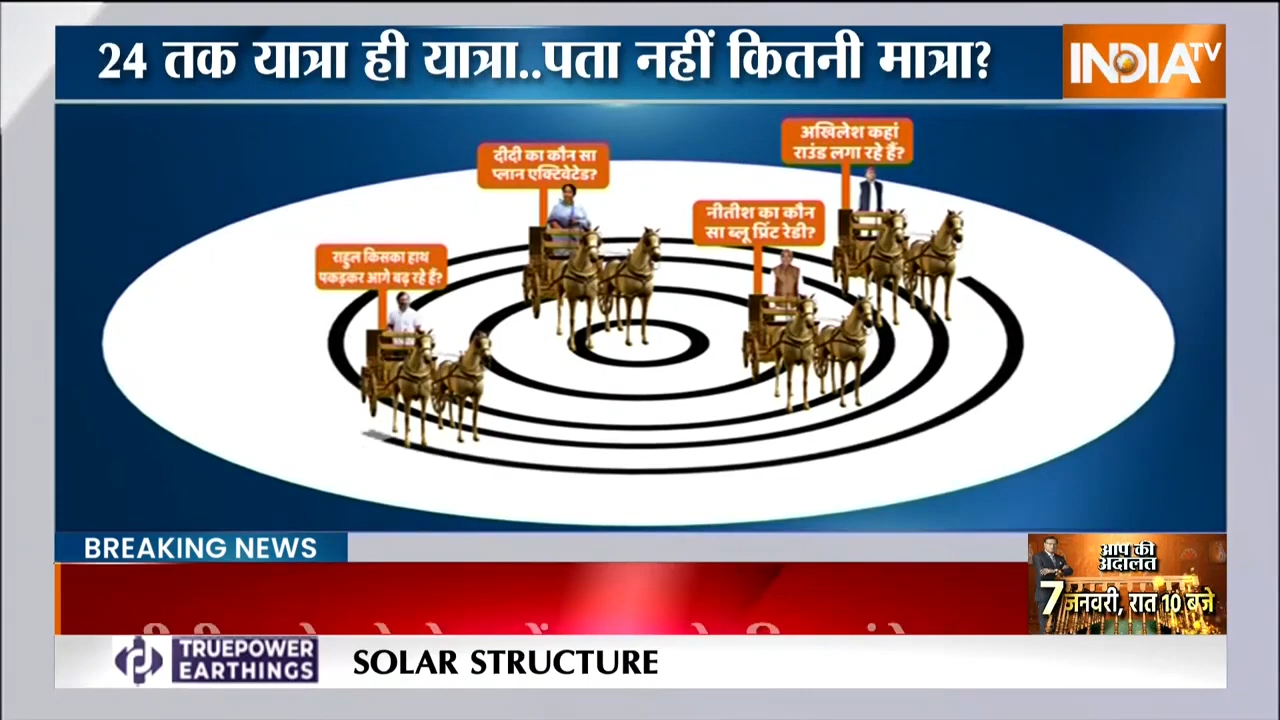 24 तक यात्रा ही यात्रा..पता नहीं कितनी मात्रा?
INDIA TV
अखिलेश कहां
राउंड लगा रहे हैं?
दीदी का कौन सा
प्लान एक्टिवेटेड?
नीतीश का कौन
सा ब्लू प्रिंट रेडी?
राहुल किसका हाथ
पकड़कर आगे बढ़ रहे हैं?
BREAKING NEWS
आप की
अदालत
7 जनवरी, रात 10 बजे
TRUEPOWER
EARTHINGS
SOLAR STRUCTURE